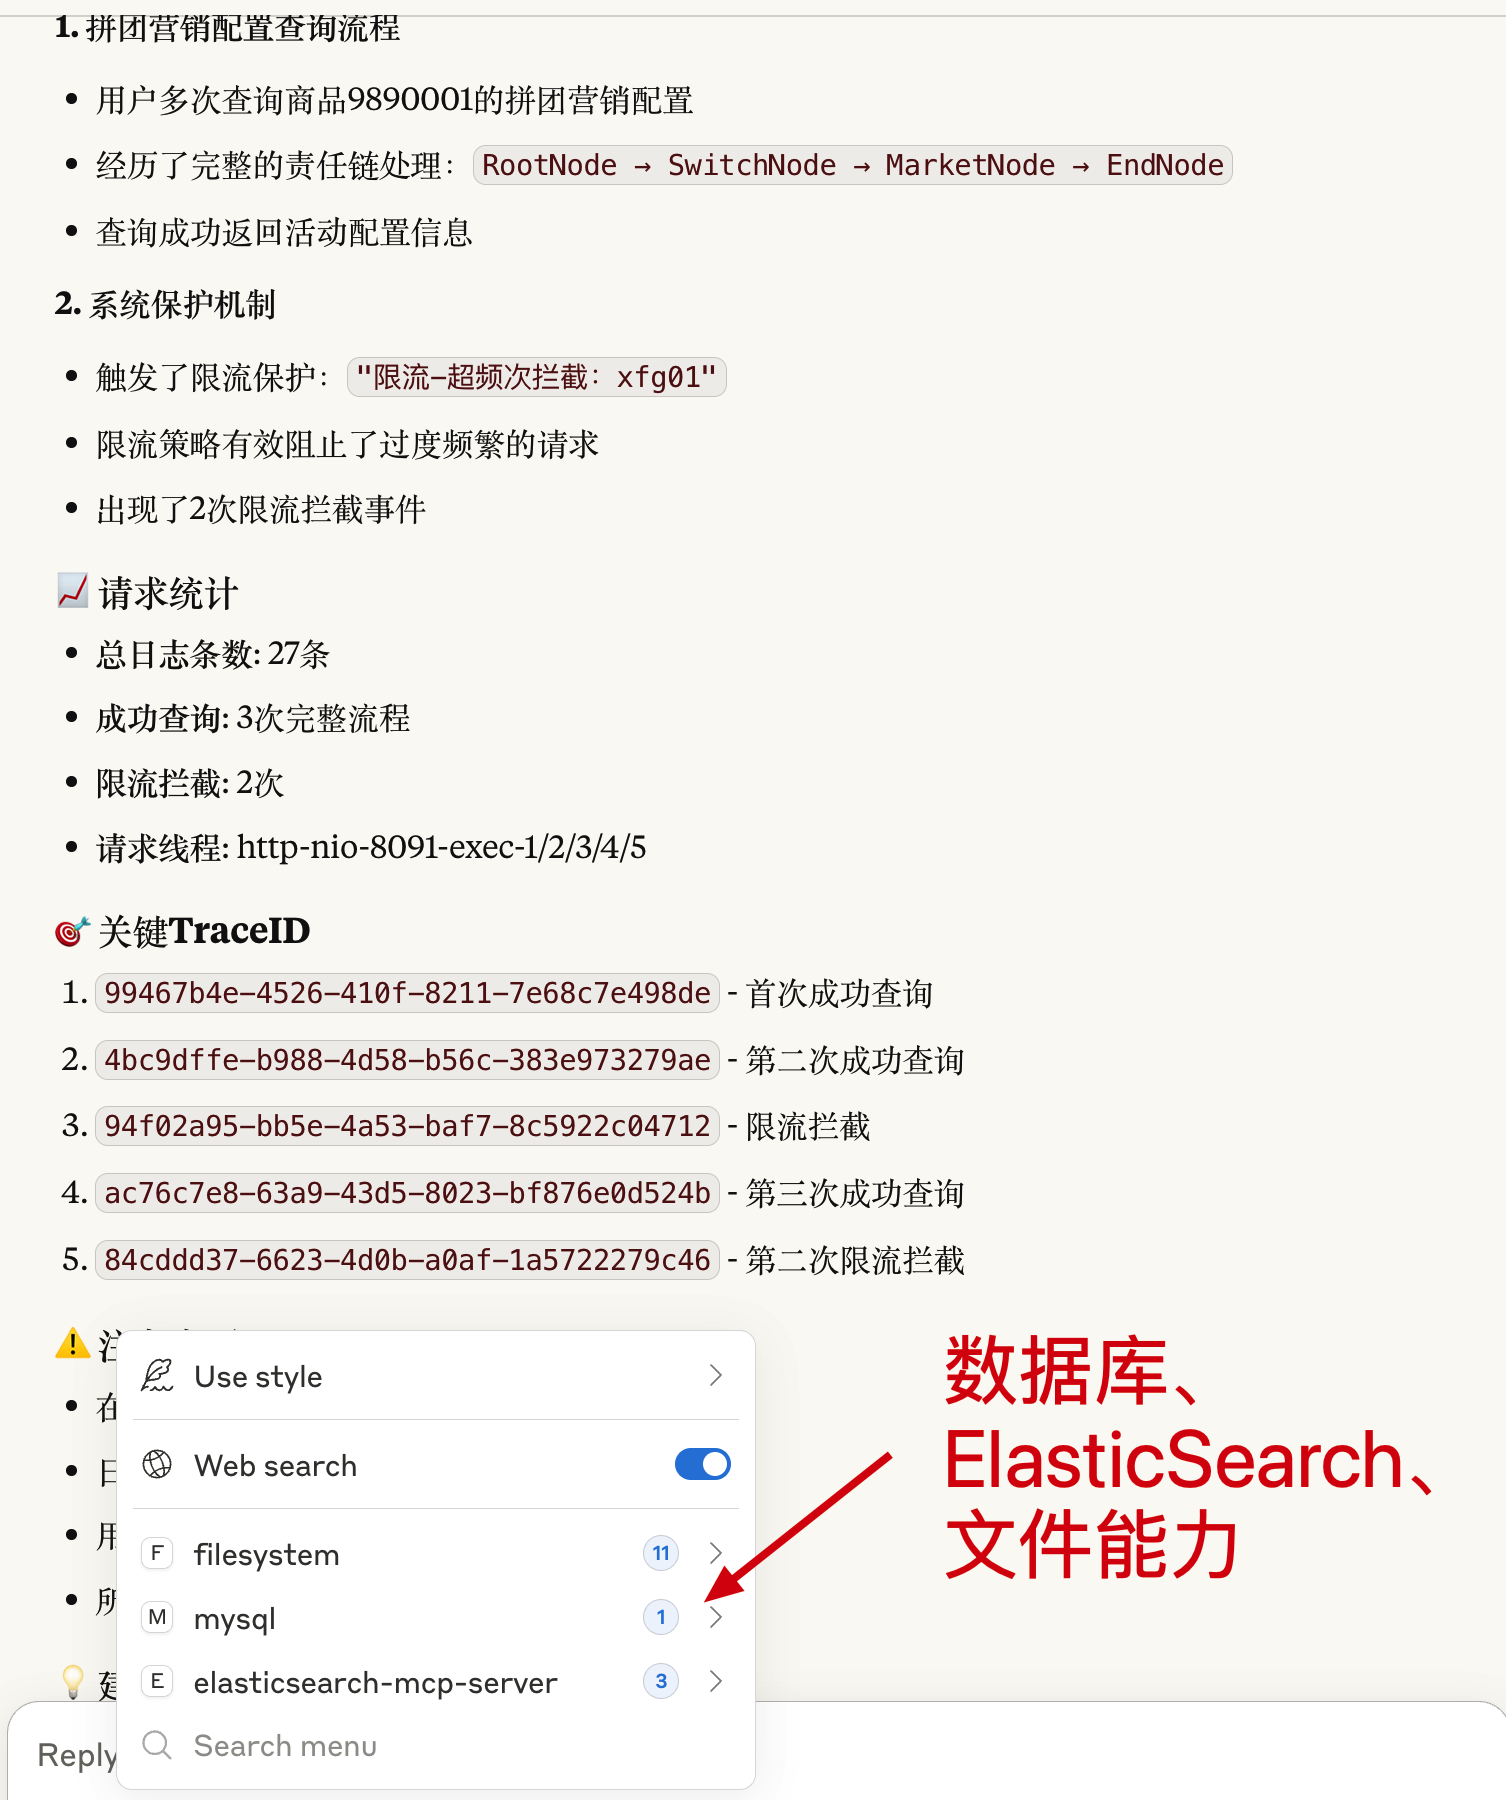 1. 拼团营销配置查询流程
• 用户多次查询商品9890001的拼团营销配置
• 经历了完整的责任链处理：RootNode → SwitchNode → MarketNode → EndNode
• 查询成功返回活动配置信息
2. 系统保护机制
• 触发了限流保护："限流-超频次拦截：xfg01"
• 限流策略有效阻止了过度频繁的请求
• 出现了2次限流拦截事件
📈 请求统计
• 总日志条数: 27条
• 成功查询: 3次完整流程
• 限流拦截: 2次
• 请求线程: http-nio-8091-exec-1/2/3/4/5
🎯 关键TraceID
1. 99467b4e-4526-410f-8211-7e68c7e498de - 首次成功查询
2. 4bc9dffe-b988-4d58-b56c-383e973279ae - 第二次成功查询
3. 94f02a95-bb5e-4a53-baf7-8c5922c04712 - 限流拦截
4. ac76c7e8-63a9-43d5-8023-bf876e0d524b - 第三次成功查询
5. 84cddd37-6623-4d0b-a0af-1a5722279c46 - 第二次限流拦截
⚠️ 注
• 在
• 日
• 用
• 所
💡 建
Use style
Web search
F filesystem 11
M mysql 1
E elasticsearch-mcp-server 3
Search menu
Reply
数据库、
ElasticSearch、
文件能力